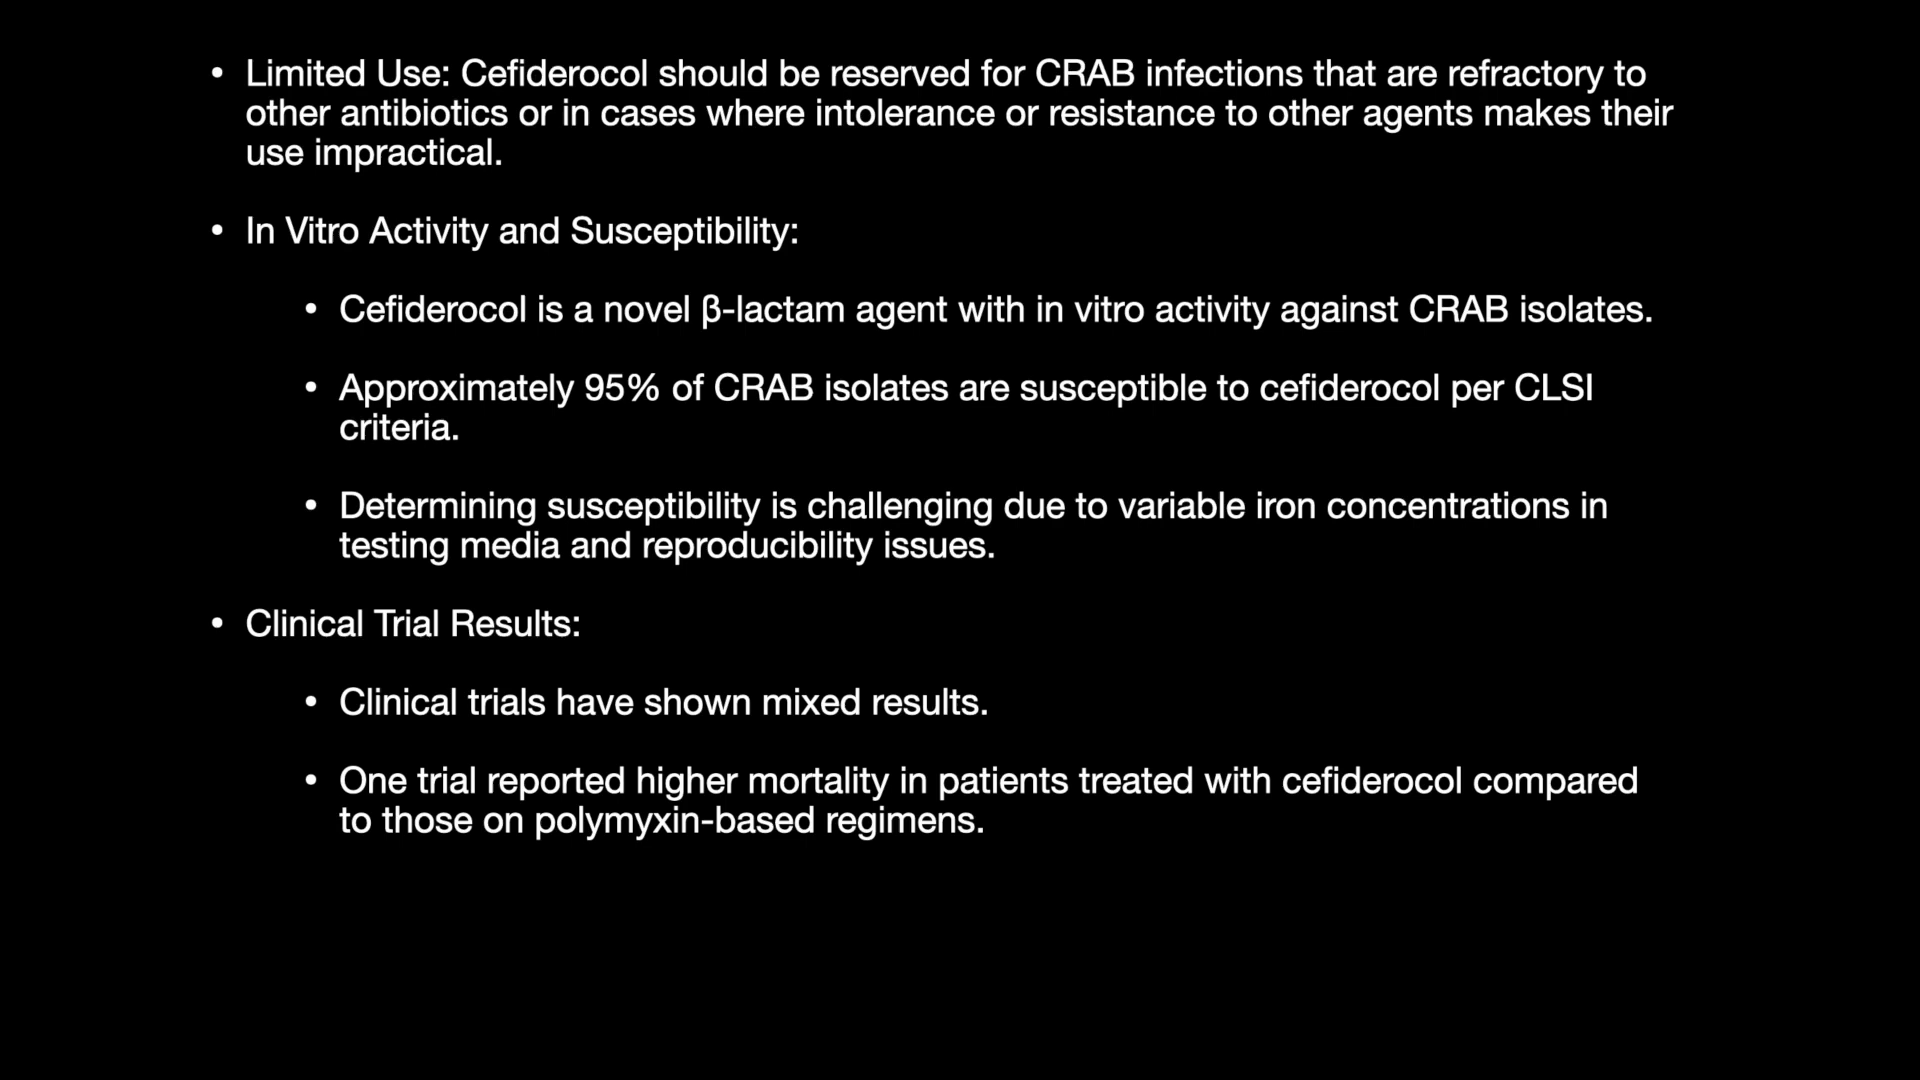 • Limited Use: Cefiderocol should be reserved for CRAB infections that are refractory to
other antibiotics or in cases where intolerance or resistance to other agents makes their
use impractical.
• In Vitro Activity and Susceptibility:
• Cefiderocol is a novel β-lactam agent with in vitro activity against CRAB isolates.
• Approximately 95% of CRAB isolates are susceptible to cefiderocol per CLSI
criteria.
• Determining susceptibility is challenging due to variable iron concentrations in
testing media and reproducibility issues.
• Clinical Trial Results:
• Clinical trials have shown mixed results.
• One trial reported higher mortality in patients treated with cefiderocol compared
to those on polymyxin-based regimens.